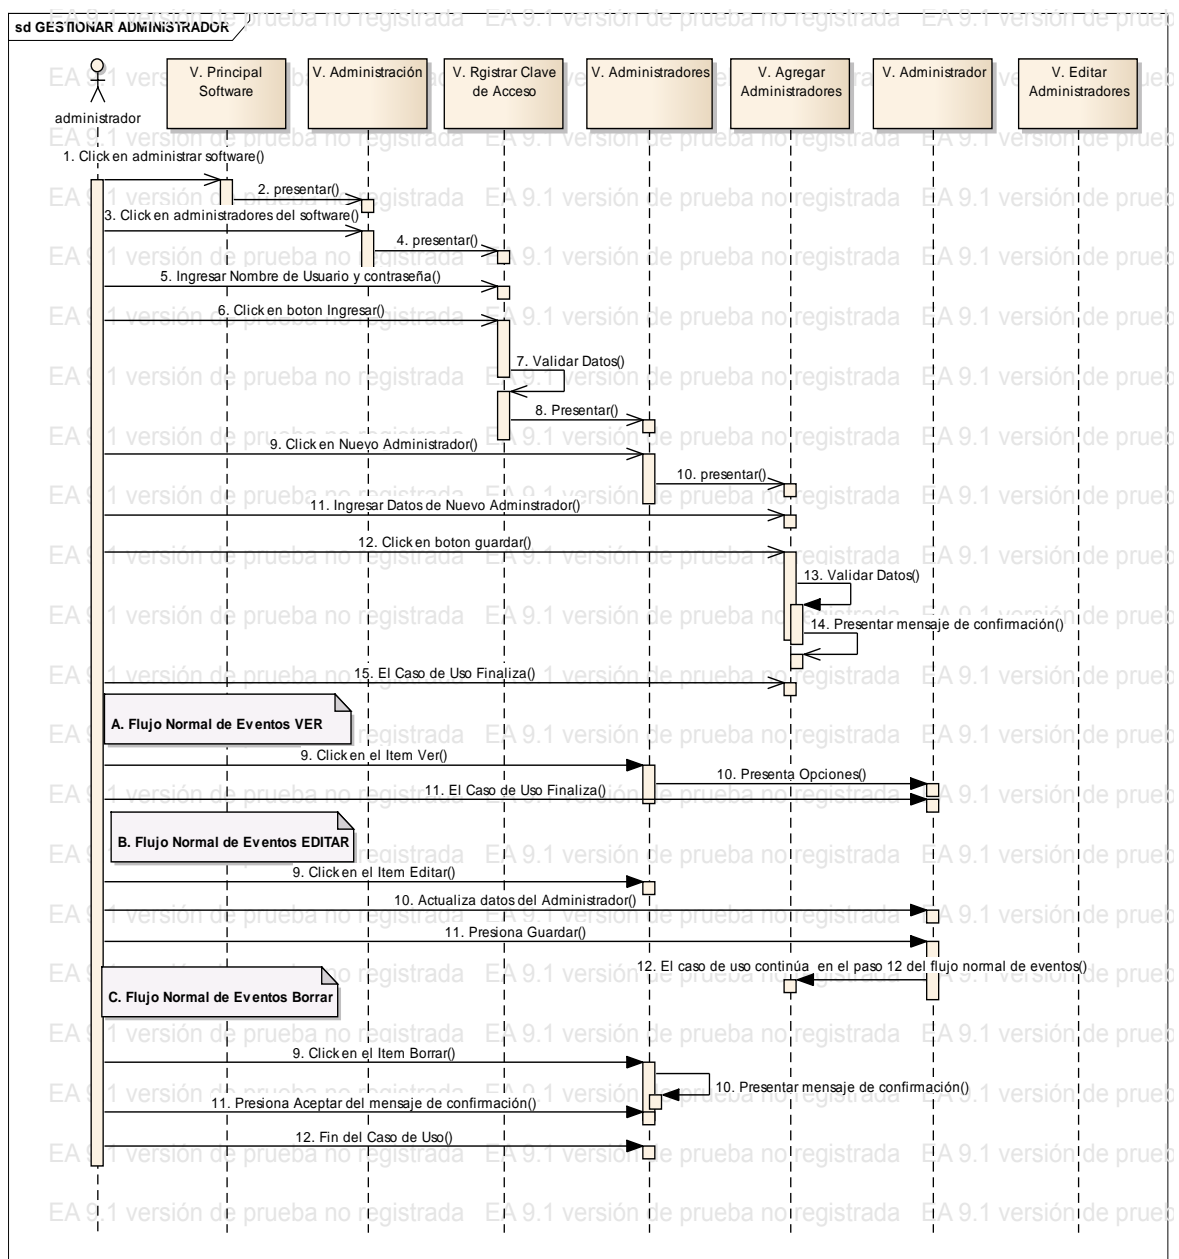 sd GESTIONAR ADMINISTRADOR
administrador
V. Principal
Software
V. Administración
V. Rgistrar Clave
de Acceso
V. Administradores
V. Agregar
Administradores
V. Administrador
V. Editar
Administradores
1. Click en administrar software()
2. presentar()
3. Click en administradores del software()
4. presentar()
5. Ingresar Nombre de Usuario y contraseña()
6. Click en boton Ingresar()
7. Validar Datos()
8. Presentar()
9. Click en Nuevo Administrador()
10. presentar()
11. Ingresar Datos de Nuevo Adminstrador()
12. Click en boton guardar()
13. Validar Datos()
14. Presentar mensaje de confirmación()
15. El Caso de Uso Finaliza()
A. Flujo Normal de Eventos VER
9. Click en el Item Ver()
10. Presenta Opciones()
11. El Caso de Uso Finaliza()
B. Flujo Normal de Eventos EDITAR
9. Click en el Item Editar()
10. Actualiza datos del Administrador()
11. Presiona Guardar()
12. El caso de uso continúa en el paso 12 del flujo normal de eventos()
C. Flujo Normal de Eventos Borrar
9. Click en el Item Borrar()
10. Presentar mensaje de confirmación()
11. Presiona Aceptar del mensaje de confirmación()
12. Fin del Caso de Uso()
EA 9.1 versión de prueba no registrada